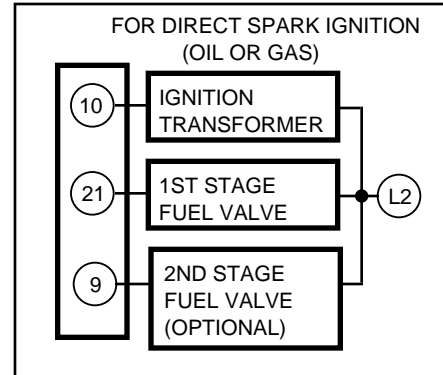 FOR DIRECT SPARK IGNITION
(OIL OR GAS)
10
IGNITION
TRANSFORMER
21
1ST STAGE
FUEL VALVE
L2
9
2ND STAGE
FUEL VALVE
(OPTIONAL)